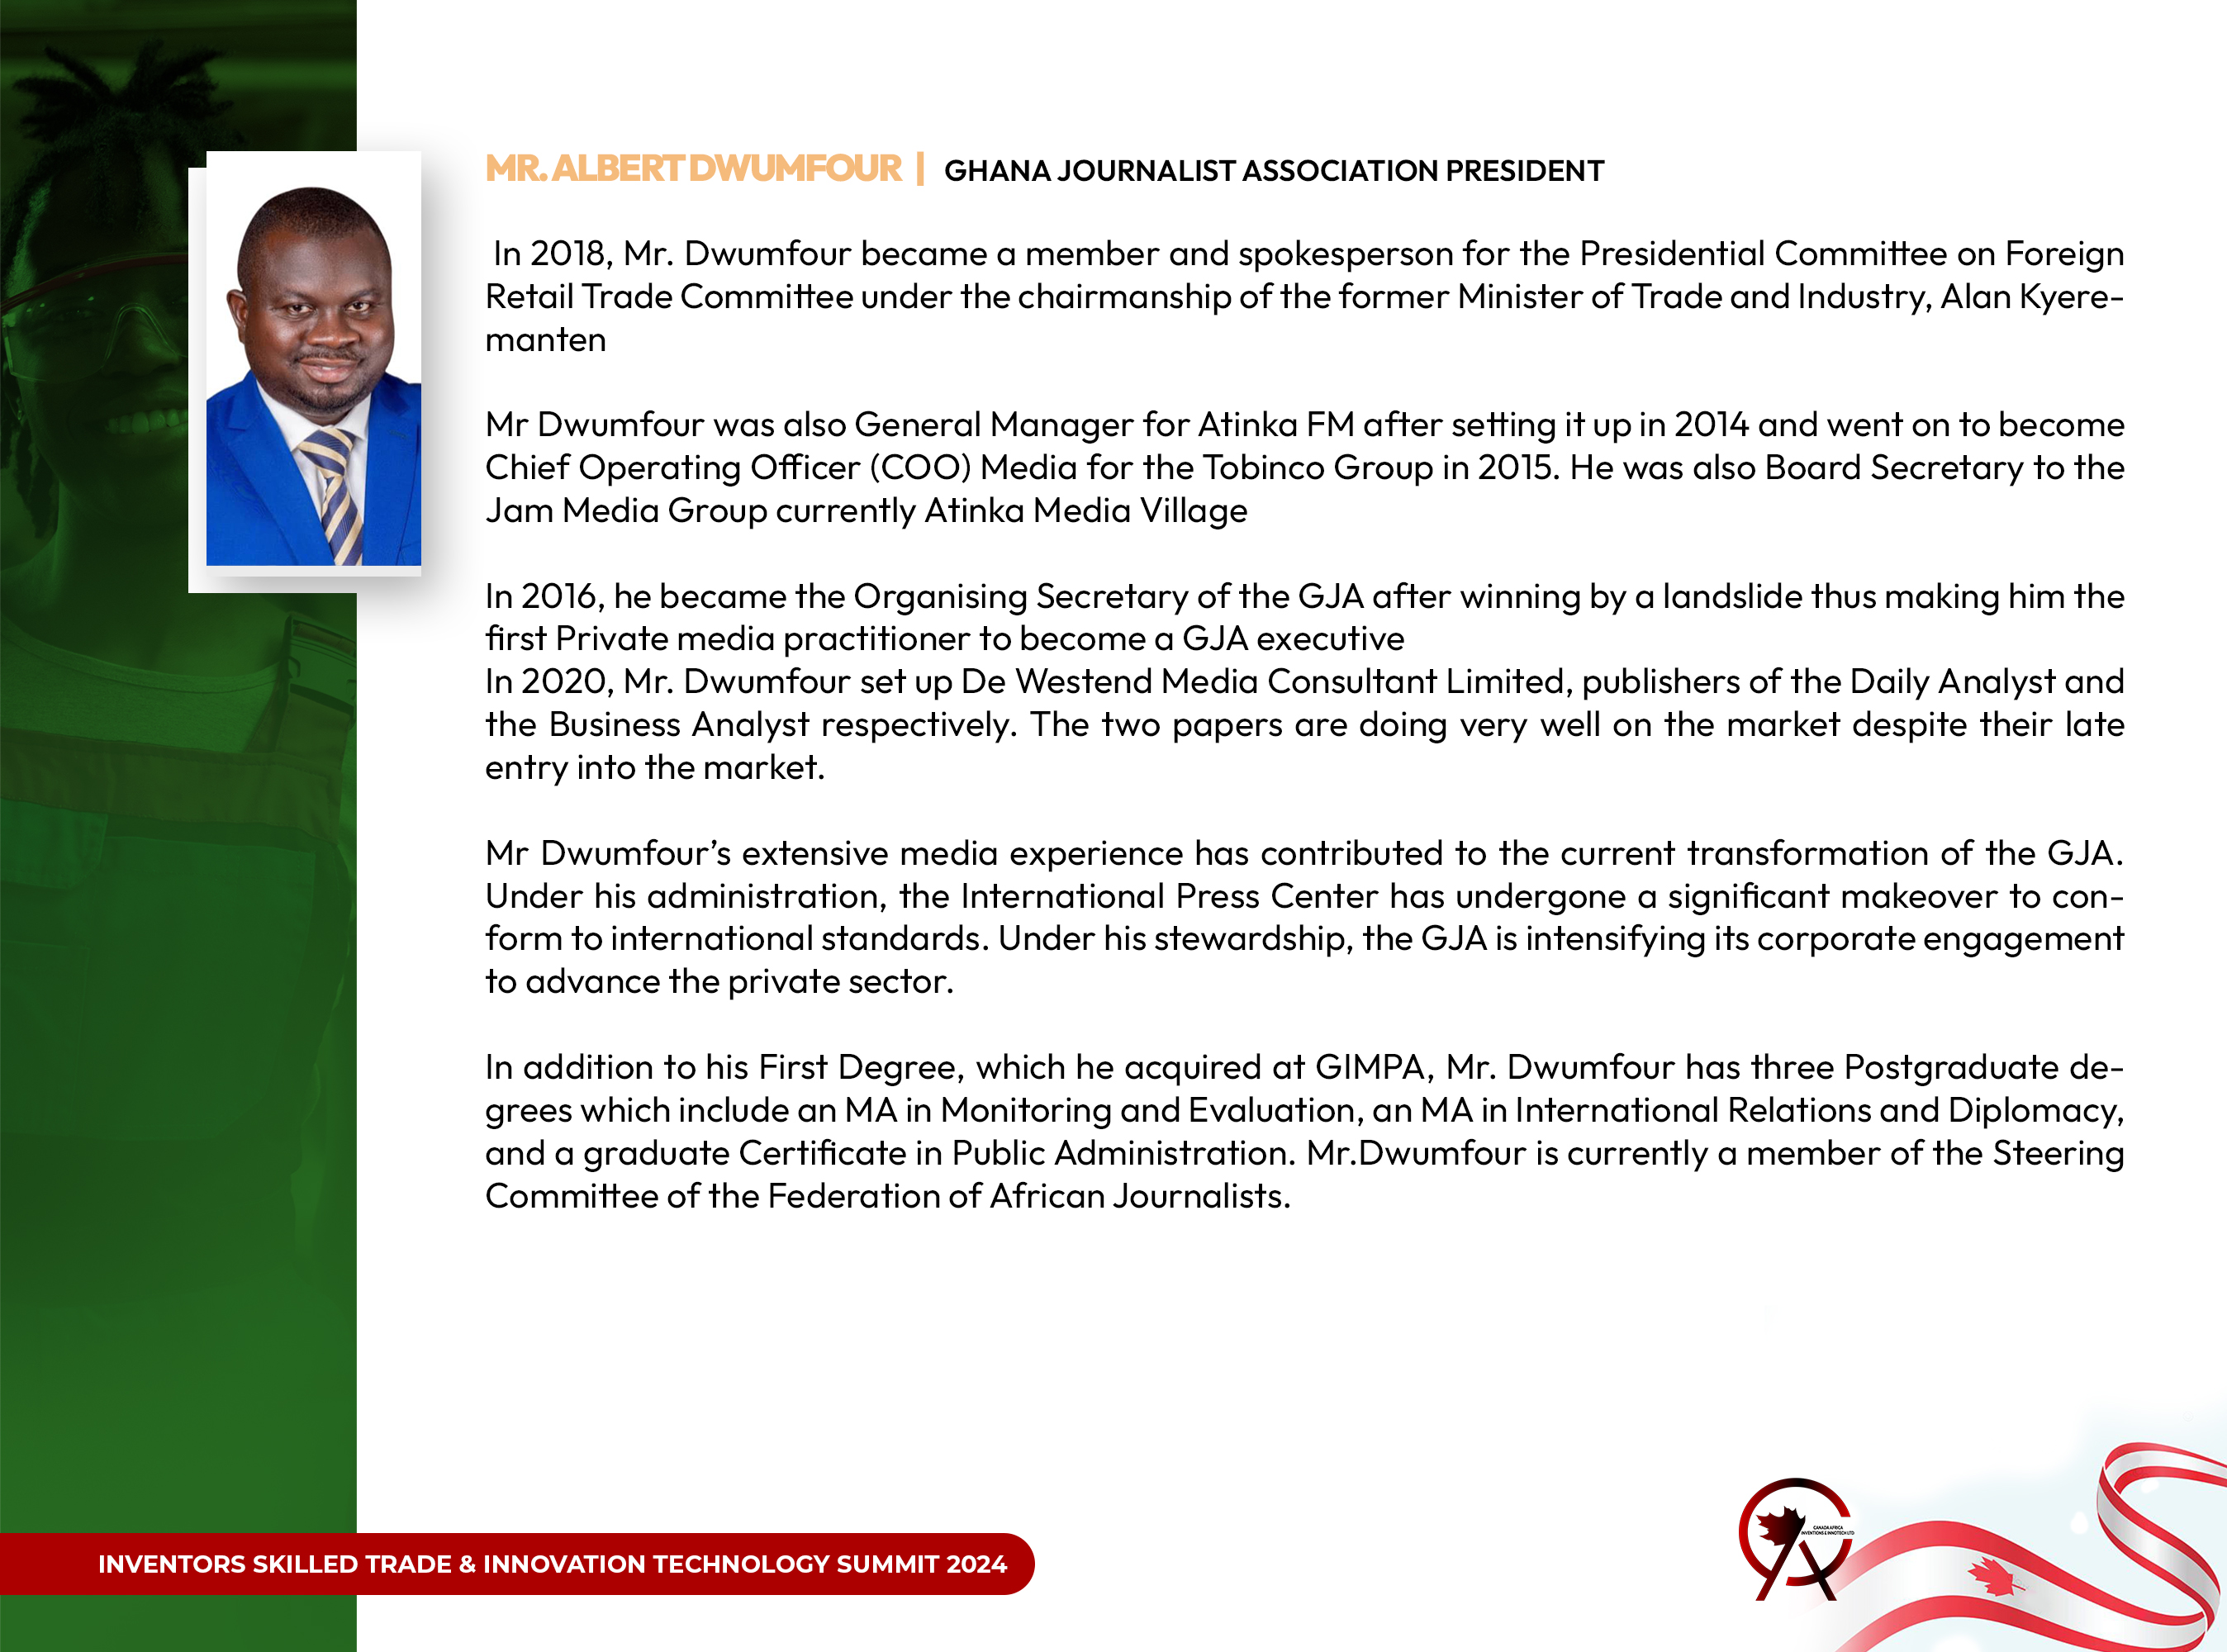 MR. ALBERT DWUMFOUR | GHANA JOURNALIST ASSOCIATION PRESIDENT
In 2018, Mr. Dwumfour became a member and spokesperson for the Presidential Committee on Foreign
Retail Trade Committee under the chairmanship of the former Minister of Trade and Industry, Alan Kyere-
manten
Mr Dwumfour was also General Manager for Atinka FM after setting it up in 2014 and went on to become
Chief Operating Officer (COO) Media for the Tobinco Group in 2015. He was also Board Secretary to the
Jam Media Group currently Atinka Media Village
In 2016, he became the Organising Secretary of the GJA after winning by a landslide thus making him the
first Private media practitioner to become a GJA executive
In 2020, Mr. Dwumfour set up De Westend Media Consultant Limited, publishers of the Daily Analyst and
the Business Analyst respectively. The two papers are doing very well on the market despite their late
entry into the market.
Mr Dwumfour’s extensive media experience has contributed to the current transformation of the GJA.
Under his administration, the International Press Center has undergone a significant makeover to con-
form to international standards. Under his stewardship, the GJA is intensifying its corporate engagement
to advance the private sector.
In addition to his First Degree, which he acquired at GIMPA, Mr. Dwumfour has three Postgraduate de-
grees which include an MA in Monitoring and Evaluation, an MA in International Relations and Diplomacy,
and a graduate Certificate in Public Administration. Mr.Dwumfour is currently a member of the Steering
Committee of the Federation of African Journalists.
CANADA AFRICA
INVENTIONS & INNOTECH LTD
INVENTORS SKILLED TRADE & INNOVATION TECHNOLOGY SUMMIT 2024